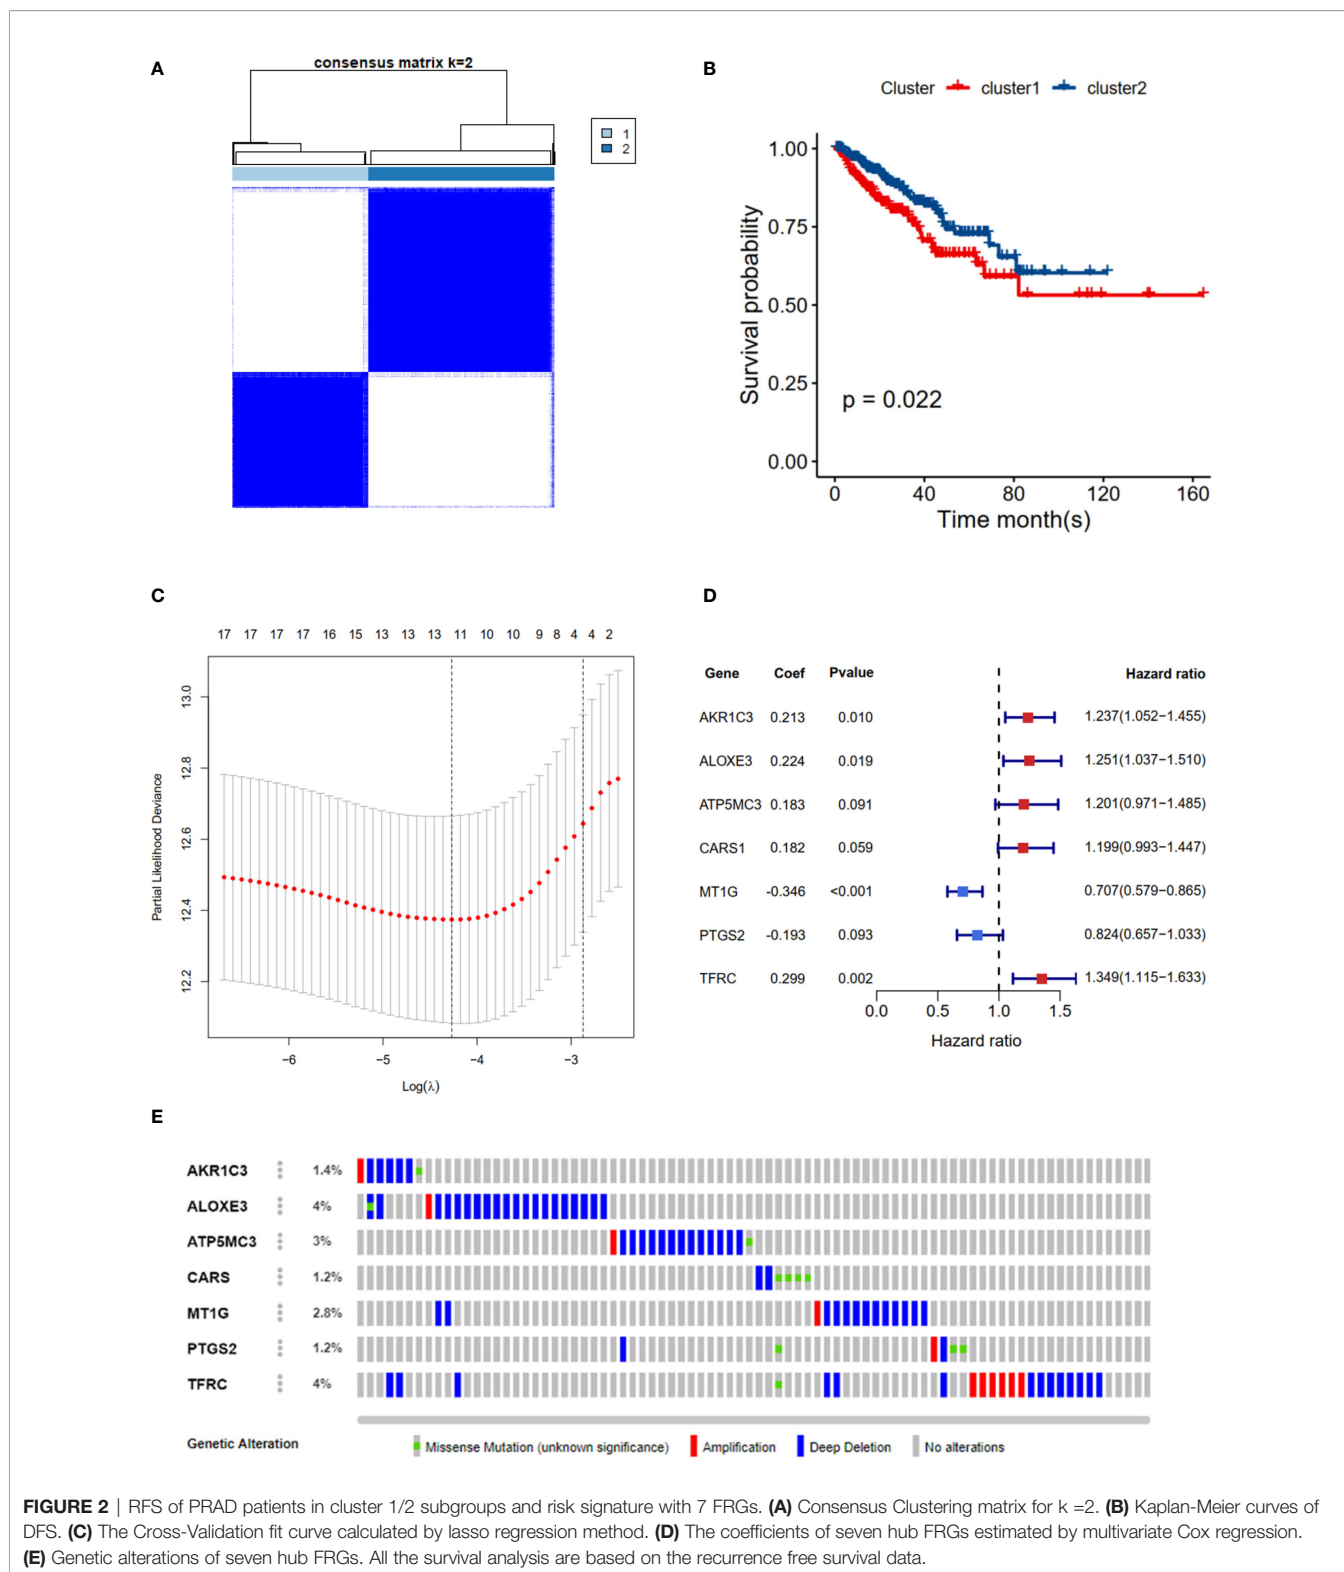 A
consensus matrix k=2
1
2
B
Cluster cluster1 cluster2
1.00
0.75
0.50
0.25
0.00
Survival probability
p = 0.022
0 40 80 120 160
Time month(s)
C
17 17 17 17 16 15 13 13 13 11 10 10 9 8 4 4 2
13.0
12.8
12.6
12.4
12.2
Partial Likelihood Deviance
−6 −5 −4 −3
Log(λ)
D
Gene Coef Pvalue Hazard ratio
AKR1C3 0.213 0.010 1.237(1.052−1.455)
ALOXE3 0.224 0.019 1.251(1.037−1.510)
ATP5MC3 0.183 0.091 1.201(0.971−1.485)
CARS1 0.182 0.059 1.199(0.993−1.447)
MT1G -0.346 <0.001 0.707(0.579−0.865)
PTGS2 -0.193 0.093 0.824(0.657−1.033)
TFRC 0.299 0.002 1.349(1.115−1.633)
0.0 0.5 1.0 1.5
Hazard ratio
E
AKR1C3 1.4%
ALOXE3 4%
ATP5MC3 3%
CARS 1.2%
MT1G 2.8%
PTGS2 1.2%
TFRC 4%
Genetic Alteration Missense Mutation (unknown significance) Amplification Deep Deletion No alterations
FIGURE 2 | RFS of PRAD patients in cluster 1/2 subgroups and risk signature with 7 FRGs. (A) Consensus Clustering matrix for k =2. (B) Kaplan-Meier curves of
DFS. (C) The Cross-Validation fit curve calculated by lasso regression method. (D) The coefficients of seven hub FRGs estimated by multivariate Cox regression.
(E) Genetic alterations of seven hub FRGs. All the survival analysis are based on the recurrence free survival data.